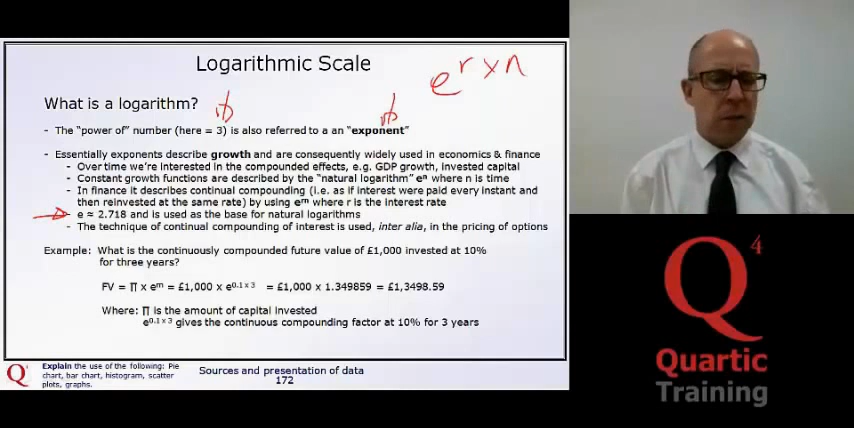 Logarithmic Scale
e r x n
What is a logarithm?
- The "power of" number (here = 3) is also referred to a an "exponent"
- Essentially exponents describe growth and are consequently widely used in economics & finance
- Over time we're interested in the compounded effects, e.g. GDP growth, invested capital
- Constant growth functions are described by the "natural logarithm" eⁿ where n is time
- In finance it describes continual compounding (i.e. as if interest were paid every instant and
then reinvested at the same rate) by using eʳⁿ where r is the interest rate
- e ≈ 2.718 and is used as the base for natural logarithms
- The technique of continual compounding of interest is used, inter alia, in the pricing of options
Example: What is the continuously compounded future value of £1,000 invested at 10%
for three years?
FV = ∏ x eʳⁿ = £1,000 x e⁰·¹ ˣ ³ = £1,000 x 1.349859 = £1,3498.59
Where: ∏ is the amount of capital invested
e⁰·¹ ˣ ³ gives the continuous compounding factor at 10% for 3 years
Q4
Explain the use of the following: Pie
chart, bar chart, histogram, scatter
plots, graphs.
Sources and presentation of data
172
Q4
Quartic
Training